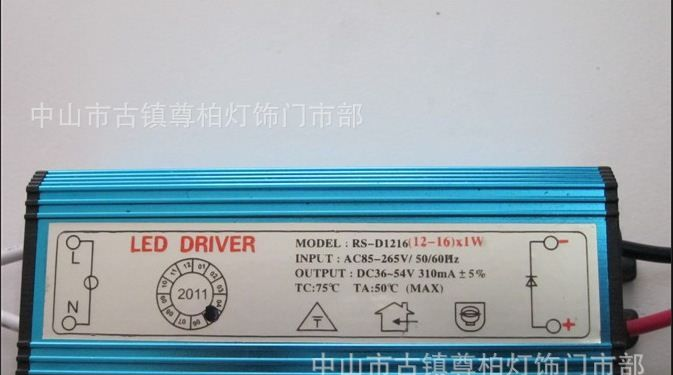 中山市古镇尊柏灯饰门市部
LED DRIVER
MODEL : RS-D1216(12-16)x1W
INPUT : AC85-265V/ 50/60Hz
OUTPUT : DC36-54V 310mA ±5%
TC:75℃ TA:50℃ (MAX)
L
N
2011
T
中山市古镇尊柏灯饰门市部